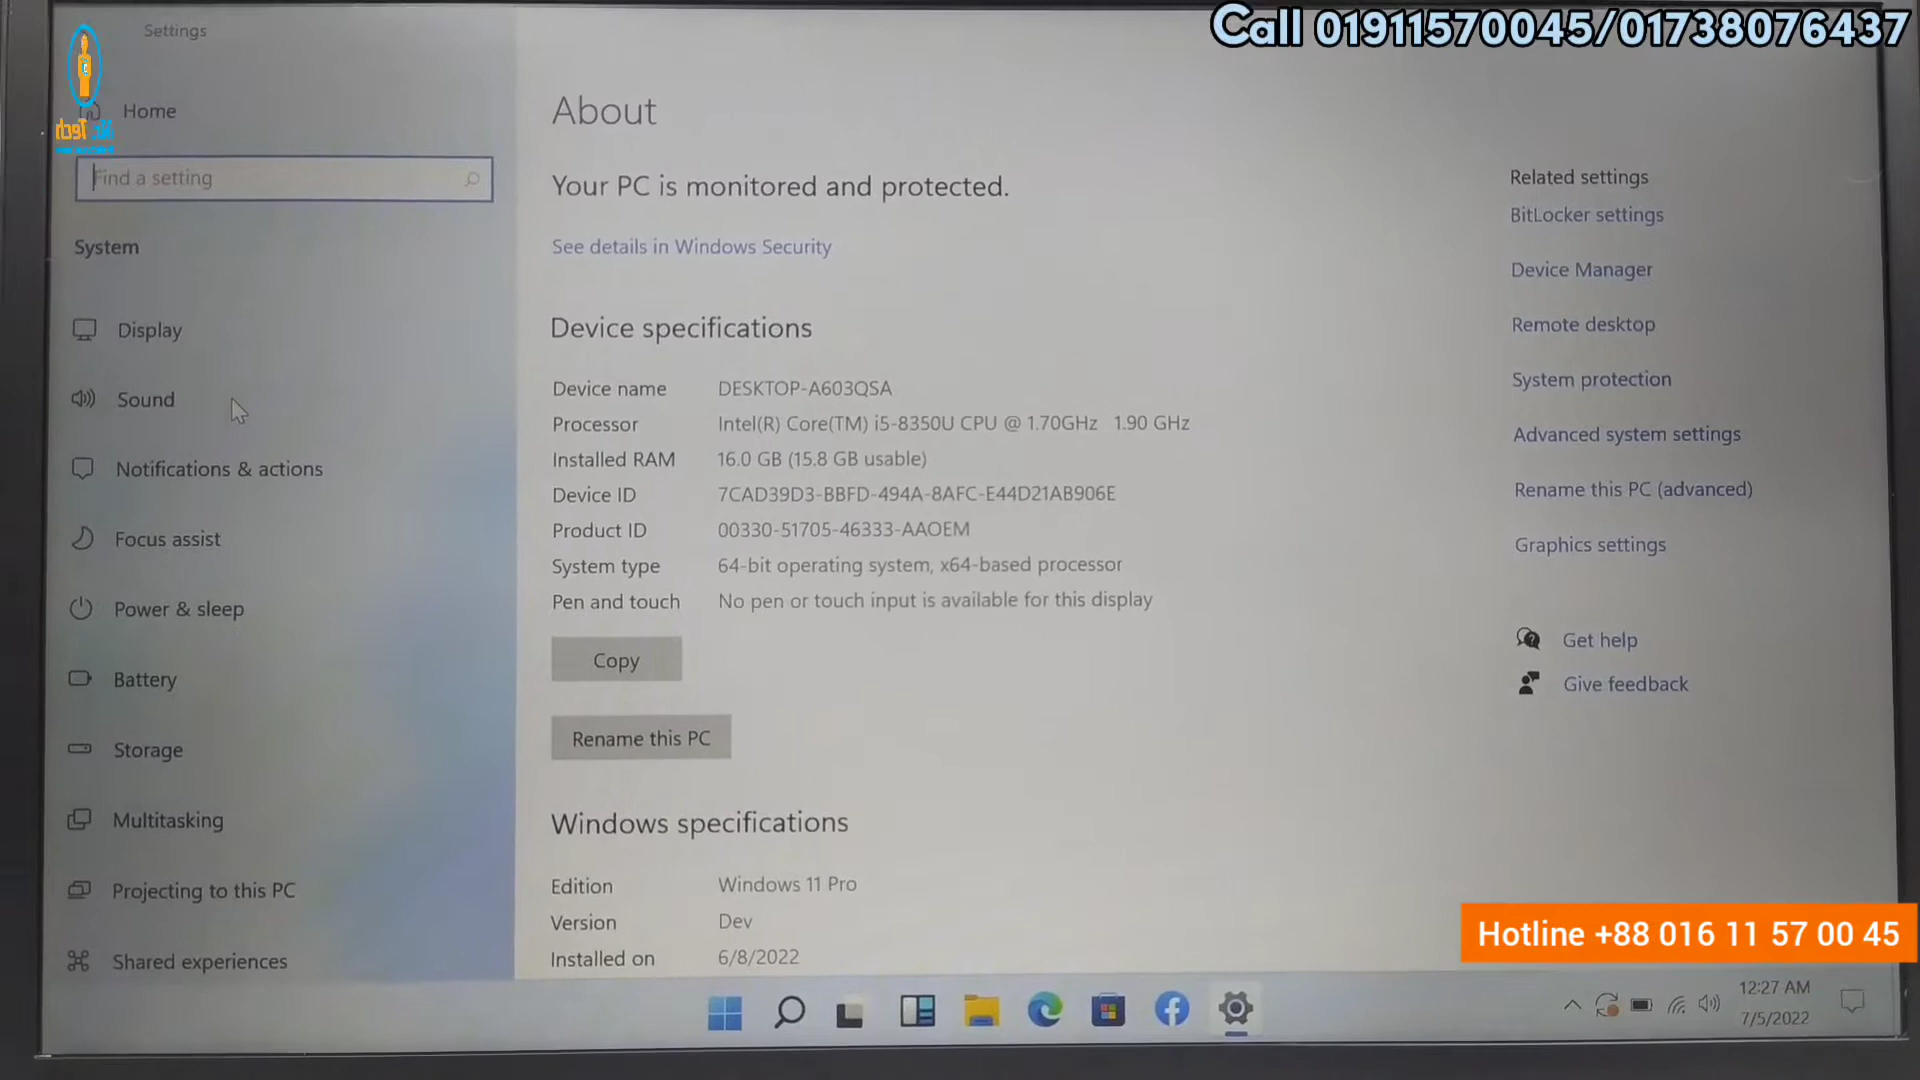 Call 01911570045/01738076437
Settings
Home
Tech
Find a setting
System
Display
Sound
Notifications & actions
Focus assist
Power & sleep
Battery
Storage
Multitasking
Projecting to this PC
Shared experiences
About
Your PC is monitored and protected.
See details in Windows Security
Device specifications
Device name DESKTOP-A603QSA
Processor Intel(R) Core(TM) i5-8350U CPU @ 1.70GHz 1.90 GHz
Installed RAM 16.0 GB (15.8 GB usable)
Device ID 7CAD39D3-BBFD-494A-8AFC-E44D21AB906E
Product ID 00330-51705-46333-AAOEM
System type 64-bit operating system, x64-based processor
Pen and touch No pen or touch input is available for this display
Copy
Rename this PC
Windows specifications
Edition Windows 11 Pro
Version Dev
Installed on 6/8/2022
Related settings
BitLocker settings
Device Manager
Remote desktop
System protection
Advanced system settings
Rename this PC (advanced)
Graphics settings
Get help
Give feedback
Hotline +88 016 11 57 00 45
12:27 AM
7/5/2022